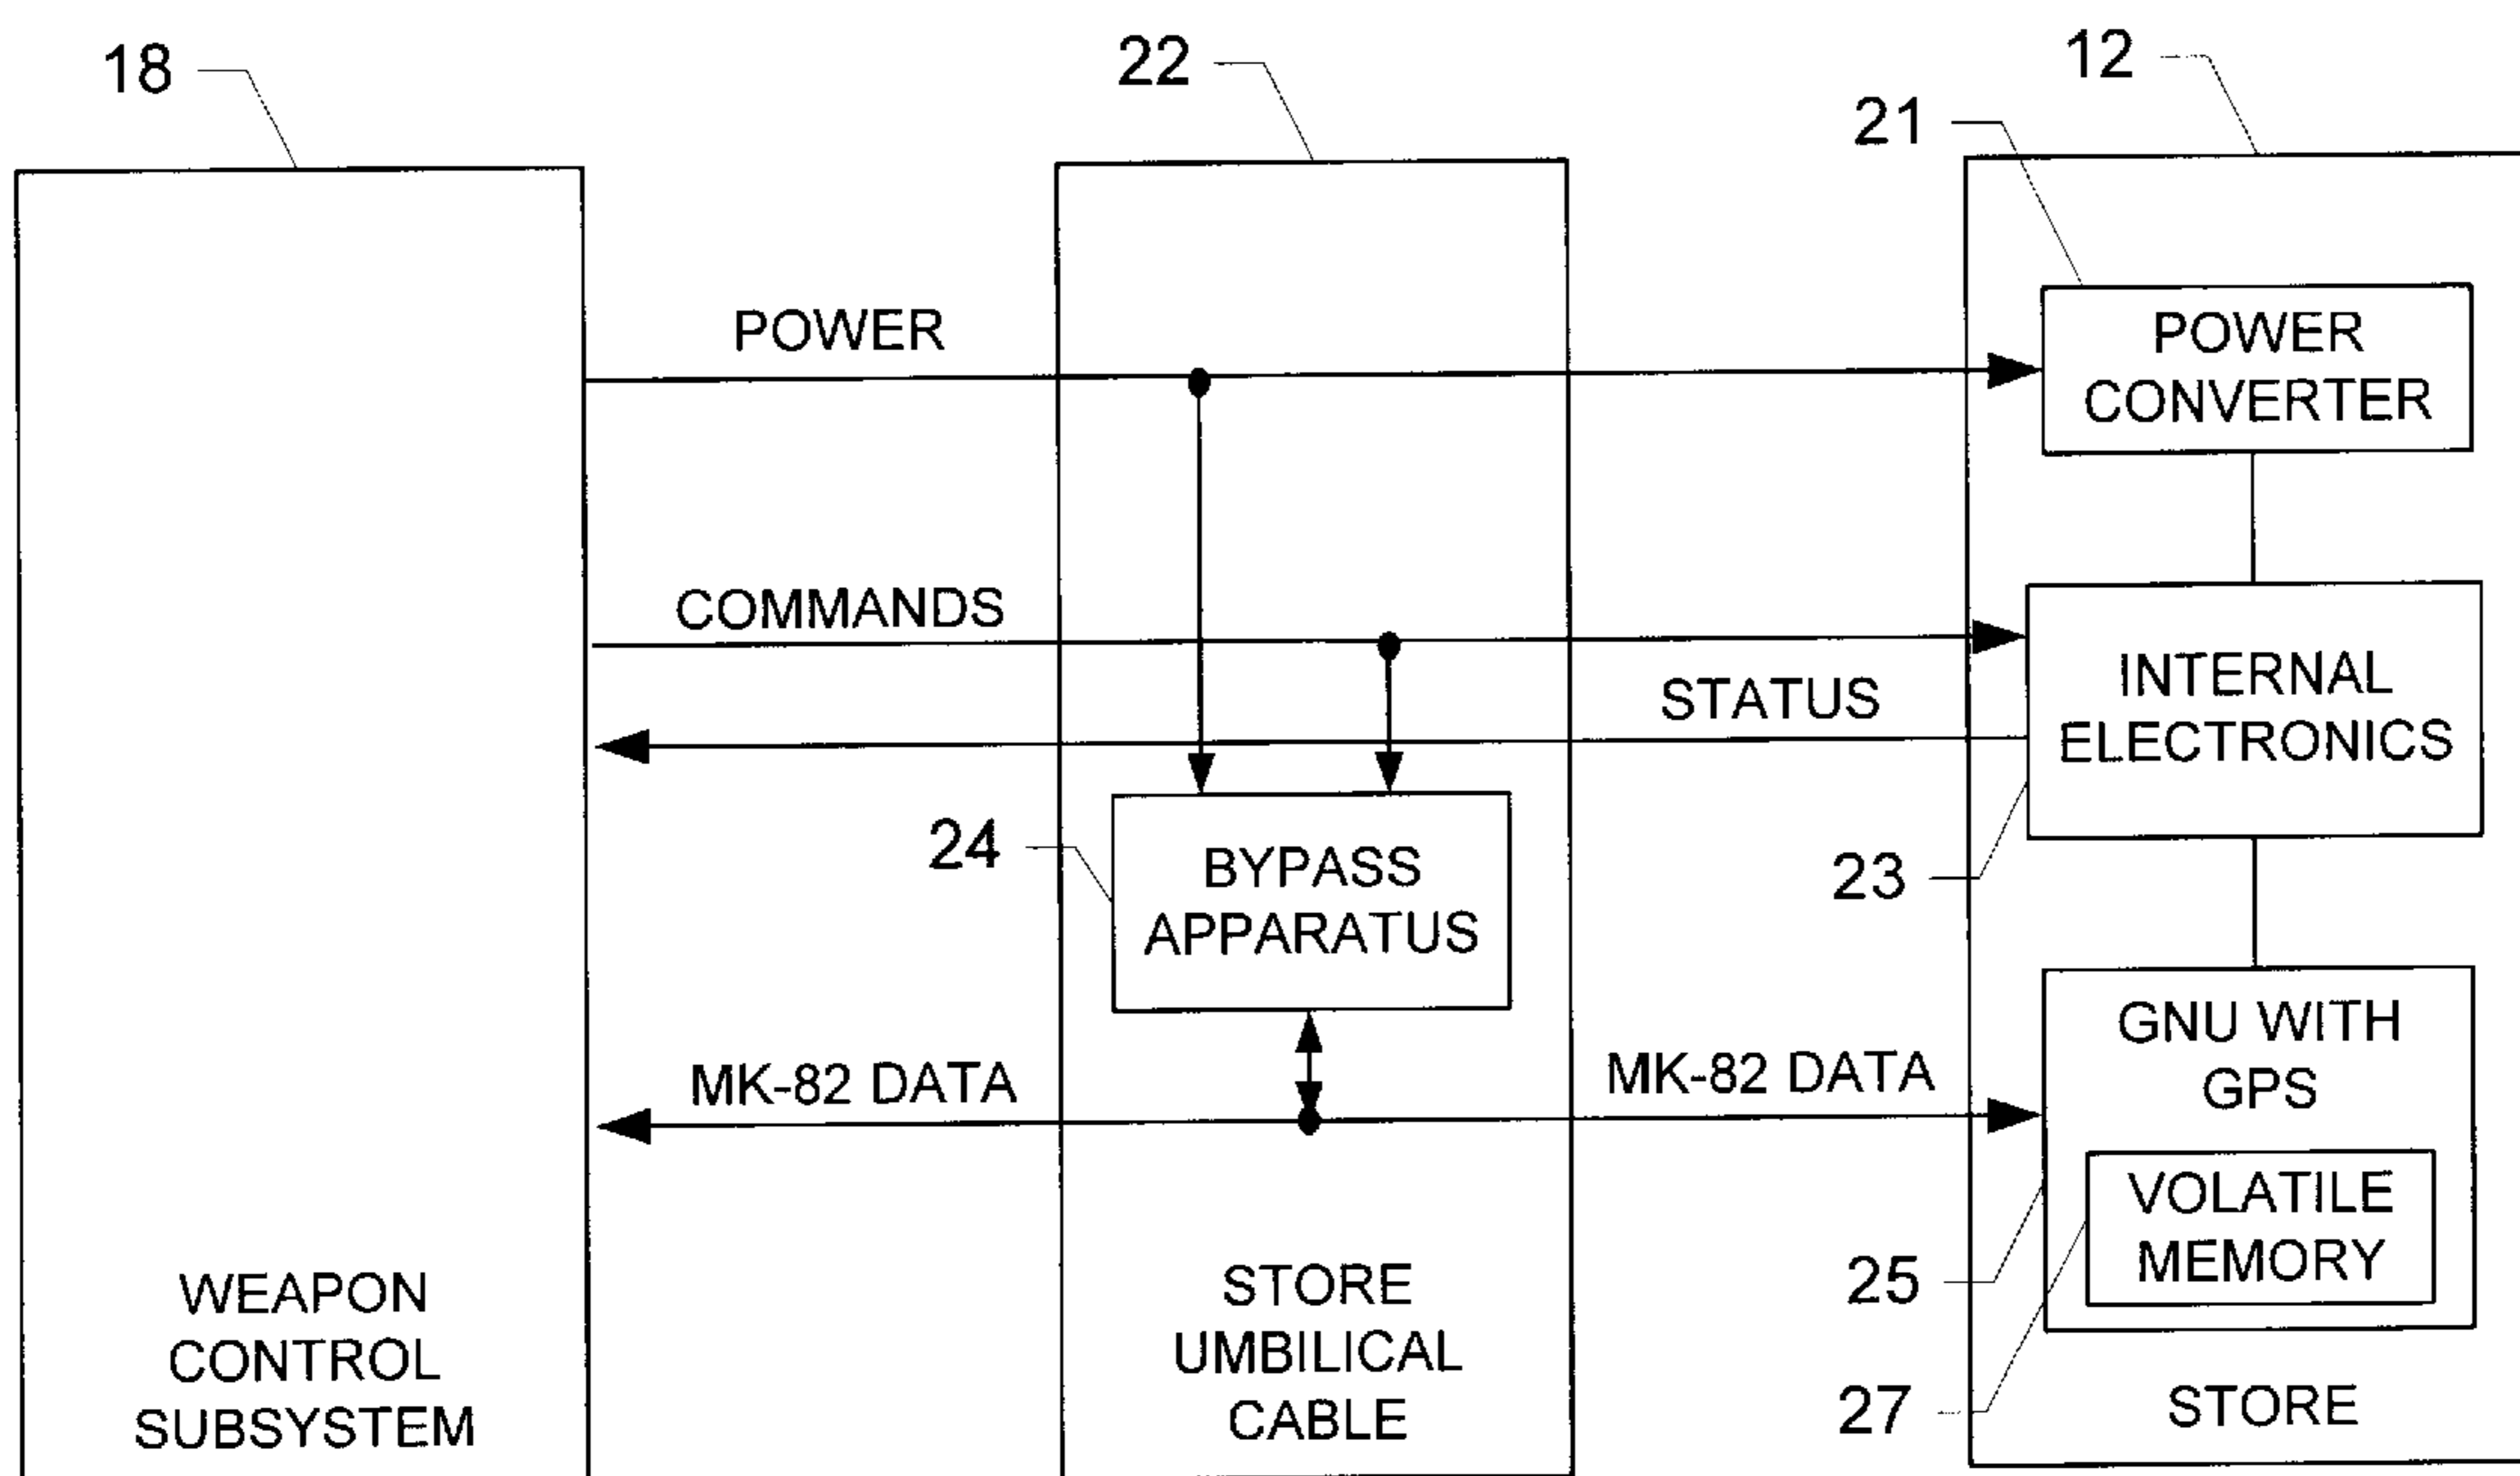 18
22
12
21
POWER
POWER
CONVERTER
COMMANDS
STATUS
INTERNAL
ELECTRONICS
24
BYPASS
APPARATUS
23
MK-82 DATA
MK-82 DATA
GNU WITH
GPS
VOLATILE
MEMORY
25
27
WEAPON
CONTROL
SUBSYSTEM
STORE
UMBILICAL
CABLE
STORE